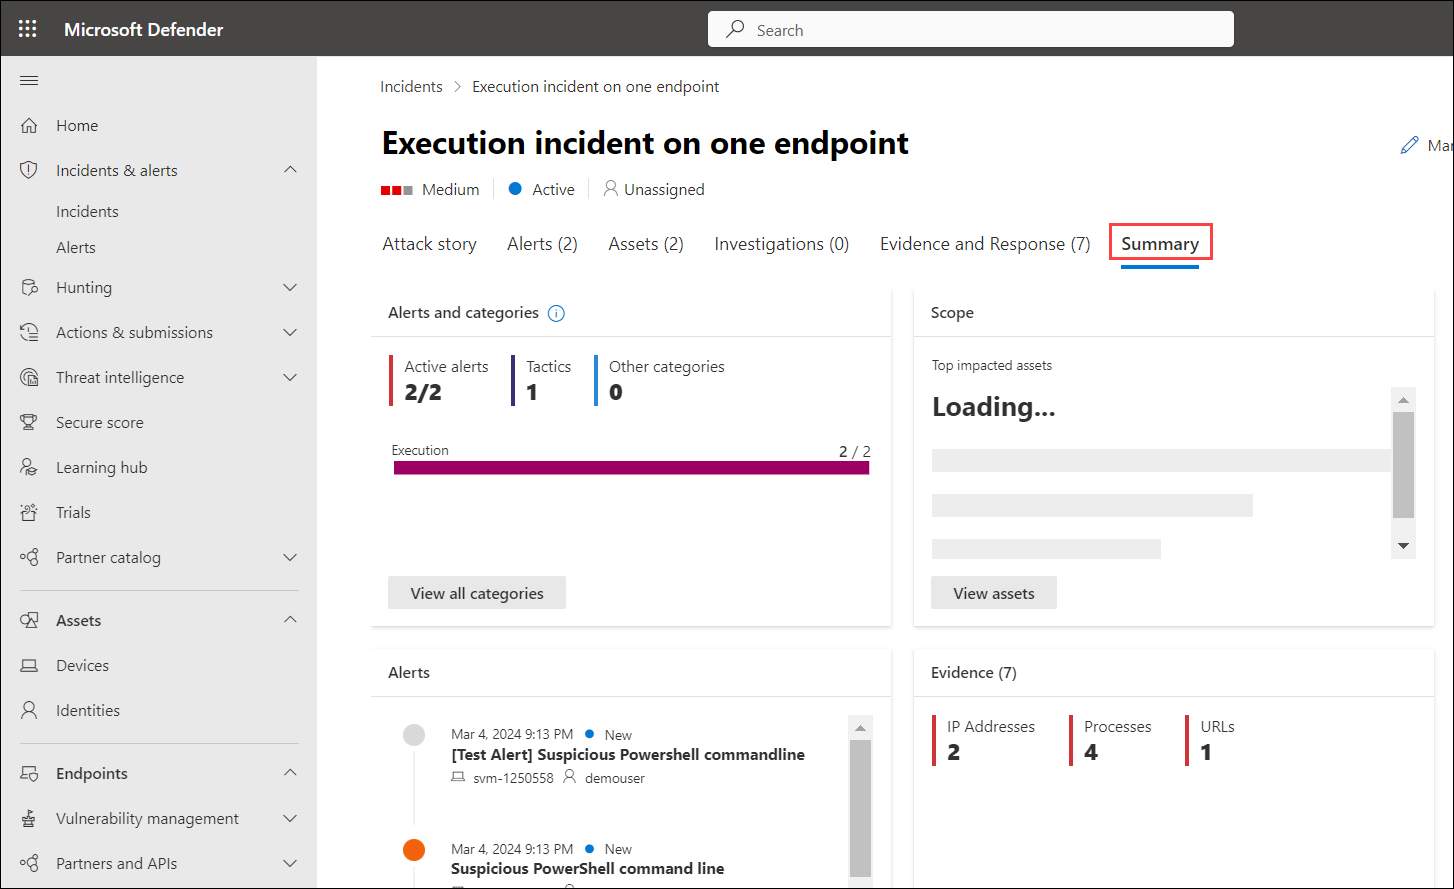 Microsoft Defender
Search
Home
Incidents & alerts
Incidents
Alerts
Hunting
Actions & submissions
Threat intelligence
Secure score
Learning hub
Trials
Partner catalog
Assets
Devices
Identities
Endpoints
Vulnerability management
Partners and APIs
Incidents > Execution incident on one endpoint
Execution incident on one endpoint
Mar
Medium Active Unassigned
Attack story Alerts (2) Assets (2) Investigations (0) Evidence and Response (7) Summary
Alerts and categories
Active alerts Tactics Other categories
2/2 1 0
Execution 2 / 2
View all categories
Scope
Top impacted assets
Loading...
View assets
Alerts
Mar 4, 2024 9:13 PM New
[Test Alert] Suspicious Powershell commandline
svm-1250558 demouser
Mar 4, 2024 9:13 PM New
Suspicious PowerShell command line
Evidence (7)
IP Addresses Processes URLs
2 4 1